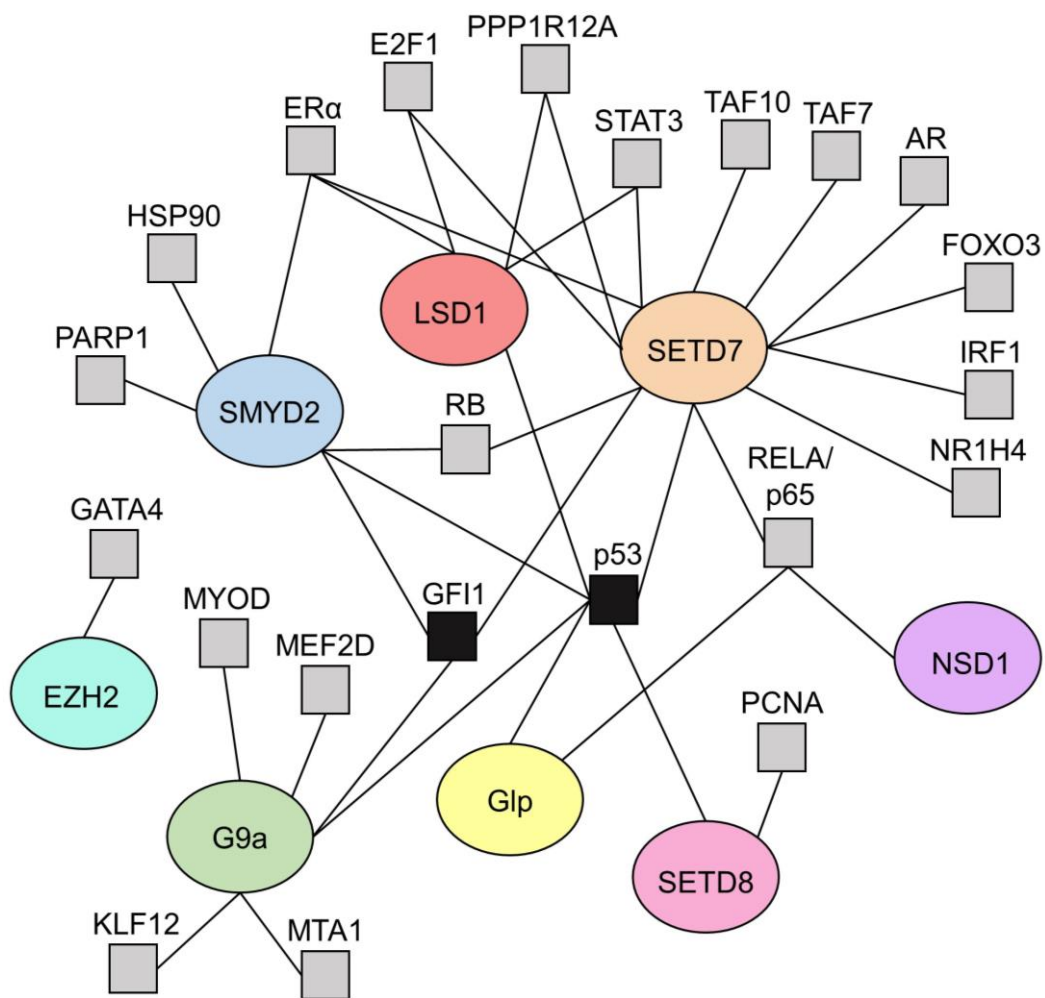 PPP1R12A
E2F1
ERα
STAT3
TAF10
TAF7
AR
HSP90
FOXO3
LSD1
PARP1
SETD7
IRF1
SMYD2
RB
NR1H4
RELA/
p65
GATA4
p53
GFI1
MYOD
MEF2D
EZH2
NSD1
PCNA
Glp
G9a
SETD8
KLF12
MTA1